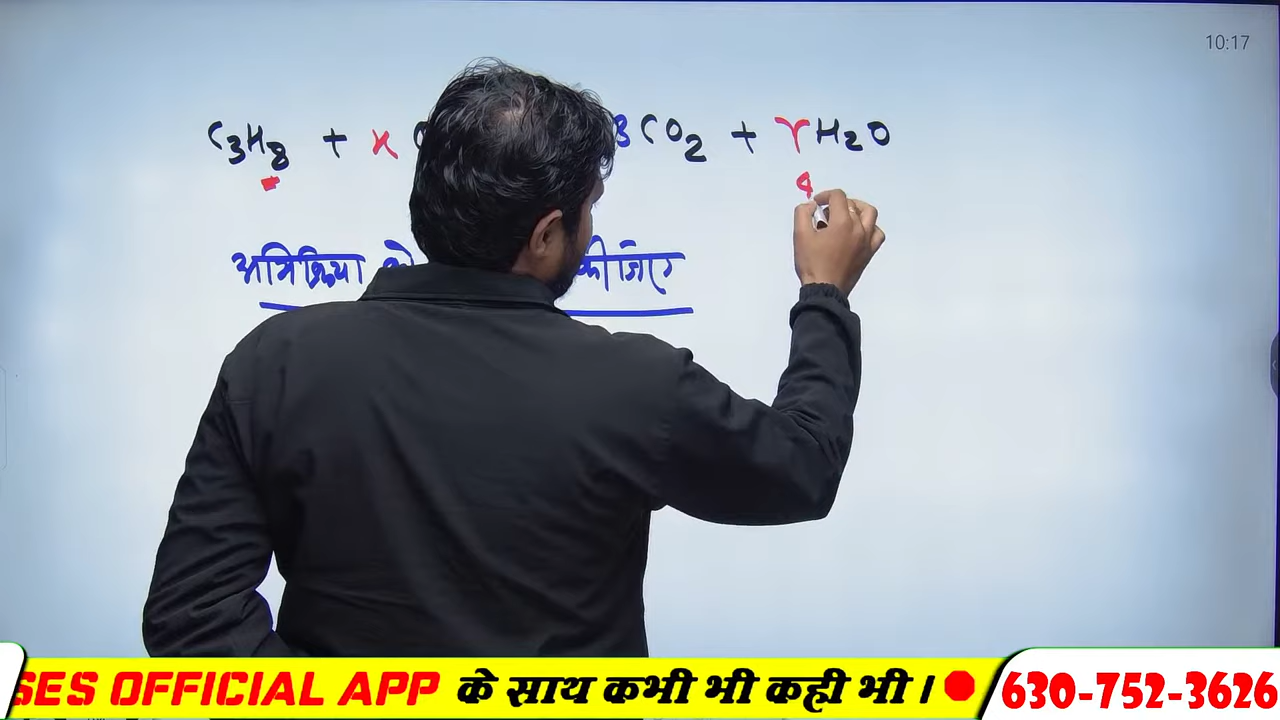 10:17
C3H8 + x 3CO2 + YH2O
4
अभिक्रिया को कीजिए
SES OFFICIAL APP के साथ कभी भी कही भी । 630-752-3626